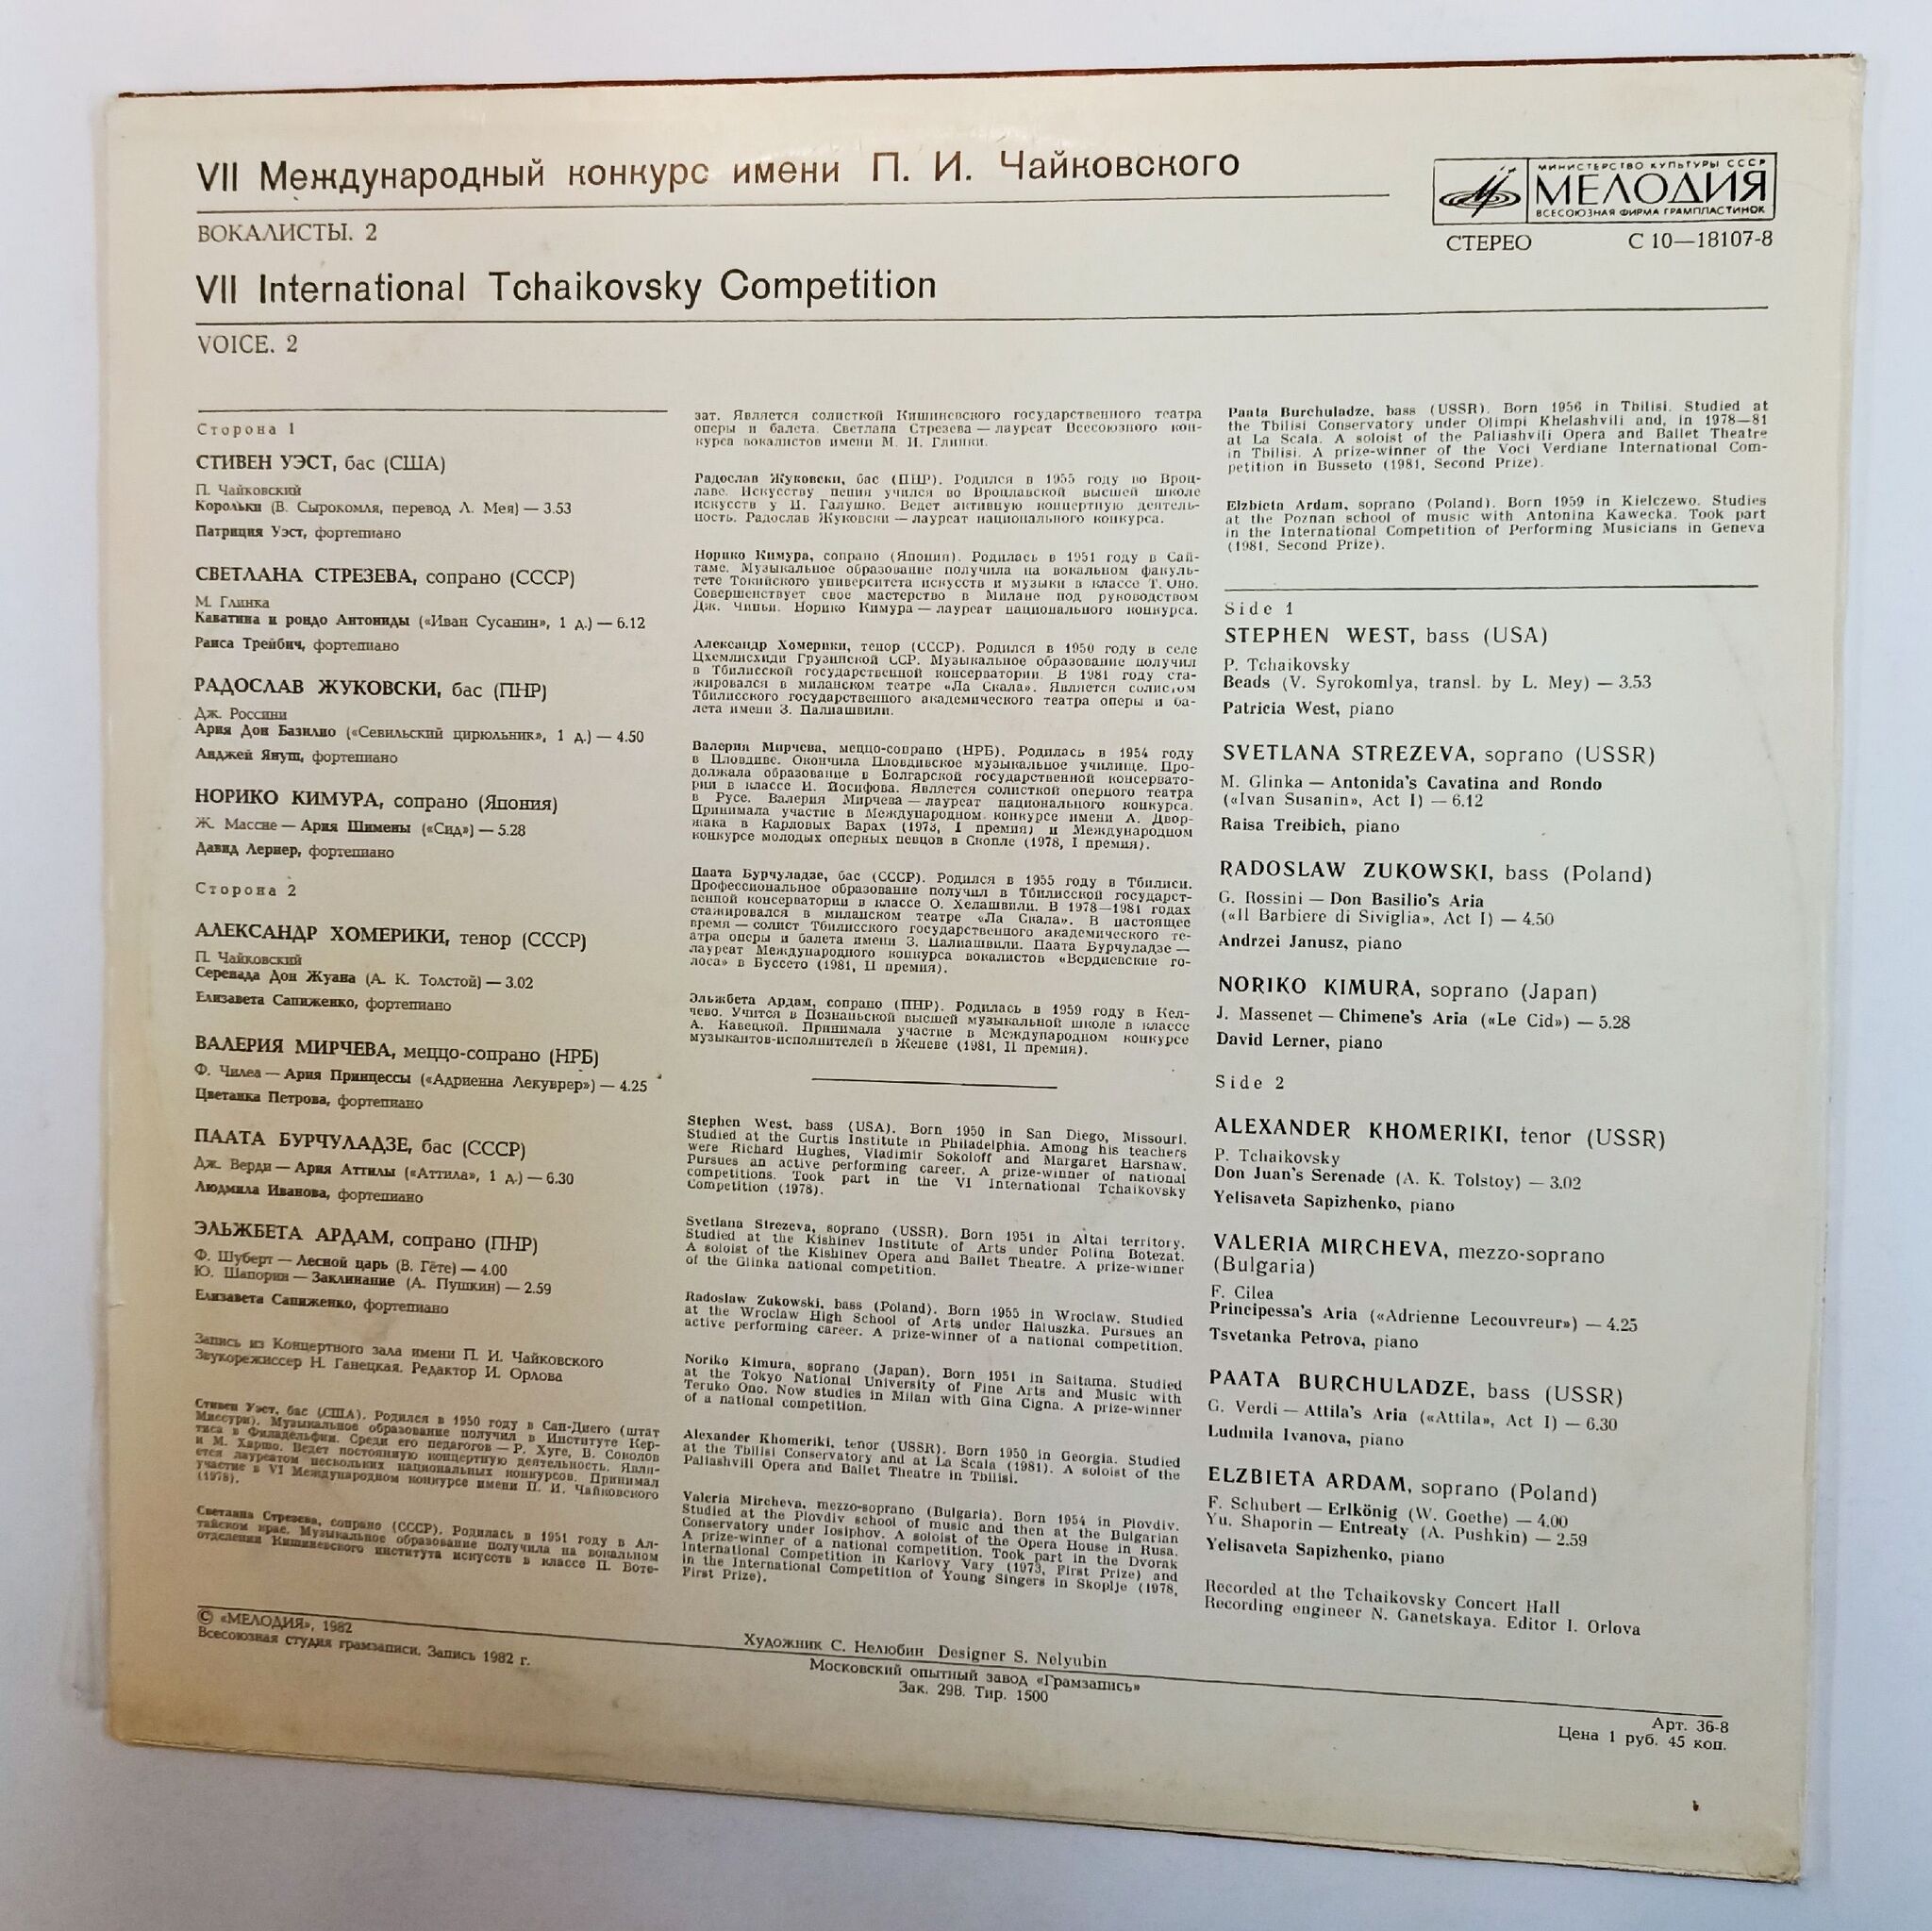 VII Международный конкурс имени П. И. Чайковского
ВОКАЛИСТЫ. 2
VII International Tchaikovsky Competition
VOICE. 2
МИНИСТЕРСТВО КУЛЬТУРЫ СССР
МЕЛОДИЯ
ВСЕСОЮЗНАЯ ФИРМА ГРАМПЛАСТИНОК
СТЕРЕО С 10—18107-8
Сторона 1
СТИВЕН УЭСТ, бас (США)
П. Чайковский
Корольки (В. Сырокомля, перевод Л. Мея) — 3.53
Патриция Уэст, фортепиано
СВЕТЛАНА СТРЕЗЕВА, сопрано (СССР)
М. Глинка
Каватина и рондо Антониды («Иван Сусанин», 1 д.) — 6.12
Раиса Трейбич, фортепиано
РАДОСЛАВ ЖУКОВСКИ, бас (ПНР)
Дж. Россини
Ария Дон Базилио («Севильский цирюльник», 1 д.) — 4.50
Анджей Януш, фортепиано
НОРИКО КИМУРА, сопрано (Япония)
Ж. Массне — Ария Шимены («Сид») — 5.28
Давид Лернер, фортепиано
Сторона 2
АЛЕКСАНДР ХОМЕРИКИ, тенор (СССР)
П. Чайковский
Серенада Дон Жуана (А. К. Толстой) — 3.02
Елизавета Сапиженко, фортепиано
ВАЛЕРИЯ МИРЧЕВА, меццо-сопрано (НРБ)
Ф. Чилеа — Ария Принцессы («Адриенна Лекуврер») — 4.25
Цветанка Петрова, фортепиано
ПААТА БУРЧУЛАДЗЕ, бас (СССР)
Дж. Верди — Ария Аттилы («Аттила», 1 д.) — 6.30
Людмила Иванова, фортепиано
ЭЛЬЖБЕТА АРДАМ, сопрано (ПНР)
Ф. Шуберт — Лесной царь (В. Гёте) — 4.00
Ю. Шапорин — Заклинание (А. Пушкин) — 2.59
Елизавета Сапиженко, фортепиано
Запись из Концертного зала имени П. И. Чайковского
Звукорежиссер Н. Ганецкая. Редактор И. Орлова
Стивен Уэст, бас (США). Родился в 1950 году в Сан-Диего (штат
Миссури). Музыкальное образование получил в Институте Кер-
тиса в Филадельфии. Среди его педагогов — Р. Хуге, В. Соколов
и М. Харшо. Ведет постоянную концертную деятельность. Явля-
ется лауреатом нескольких национальных конкурсов. Принимал
участие в VI Международном конкурсе имени П. И. Чайковского
(1978).
Светлана Стрезева, сопрано (СССР). Родилась в 1951 году в Ал-
тайском крае. Музыкальное образование получила на вокальном
отделении Кишиневского института искусств в классе П. Боте-
зат. Является солисткой Кишиневского государственного театра
оперы и балета. Светлана Стрезева — лауреат Всесоюзного кон-
курса вокалистов имени М. И. Глинки.
Радослав Жуковски, бас (ПНР). Родился в 1955 году во Вроц-
лаве. Искусству пения учился во Вроцлавской высшей школе
искусств у И. Галушко. Ведет активную концертную деятель-
ность. Радослав Жуковски — лауреат национального конкурса.
Норико Кимура, сопрано (Япония). Родилась в 1951 году в Сай-
таме. Музыкальное образование получила на вокальном факуль-
тете Токийского университета искусств и музыки в классе Т. Оно.
Совершенствует свое мастерство в Милане под руководством
Дж. Чиньи. Норико Кимура — лауреат национального конкурса.
Александр Хомерики, тенор (СССР). Родился в 1950 году в селе
Цхемлисхиди Грузинской ССР. Музыкальное образование получил
в Тбилисской государственной консерватории. В 1981 году ста-
жировался в миланском театре «Ла Скала». Является солистом
Тбилисского государственного академического театра оперы и ба-
лета имени З. Палиашвили.
Валерия Мирчева, меццо-сопрано (НРБ). Родилась в 1954 году
в Пловдиве. Окончила Пловдивское музыкальное училище. Про-
должала образование в Болгарской государственной консервато-
рии в классе И. Иосифова. Является солисткой оперного театра
в Русе. Валерия Мирчева — лауреат национального конкурса.
Принимала участие в Международном конкурсе имени А. Двор-
жака в Карловых Варах (1973, I премия) и Международном
конкурсе молодых оперных певцов в Скопле (1978, I премия).
Паата Бурчуладзе, бас (СССР). Родился в 1955 году в Тбилиси.
Профессиональное образование получил в Тбилисской государст-
венной консерватории в классе О. Хелашвили. В 1978—1981 годах
стажировался в миланском театре «Ла Скала». В настоящее
время — солист Тбилисского государственного академического те-
атра оперы и балета имени З. Палиашвили. Паата Бурчуладзе —
лауреат Международного конкурса вокалистов «Вердиевские го-
лоса» в Буссето (1981, II премия).
Эльжбета Ардам, сопрано (ПНР). Родилась в 1959 году в Кел-
чево. Учится в Познаньской высшей музыкальной школе в классе
А. Кавецкой. Принимала участие в Международном конкурсе
музыкантов-исполнителей в Женеве (1981, II премия).
Stephen West, bass (USA). Born 1950 in San Diego, Missouri.
Studied at the Curtis Institute in Philadelphia. Among his teachers
were Richard Hughes, Vladimir Sokoloff and Margaret Harshaw.
Pursues an active performing career. A prize-winner of national
competitions. Took part in the VI International Tchaikovsky
Competition (1978).
Svetlana Strezeva, soprano (USSR). Born 1951 in Altai territory.
Studied at the Kishinev Institute of Arts under Polina Botezat.
A soloist of the Kishinev Opera and Ballet Theatre. A prize-winner
of the Glinka national competition.
Radoslaw Zukowski, bass (Poland). Born 1955 in Wroclaw. Studied
at the Wroclaw High School of Arts under Haluszka. Pursues an
active performing career. A prize-winner of a national competition.
Noriko Kimura, soprano (Japan). Born 1951 in Saitama. Studied
at the Tokyo National University of Fine Arts and Music with
Teruko Ono. Now studies in Milan with Gina Cigna. A prize-winner
of a national competition.
Alexander Khomeriki, tenor (USSR). Born 1950 in Georgia. Studied
at the Tbilisi Conservatory and at La Scala (1981). A soloist of the
Paliashvili Opera and Ballet Theatre in Tbilisi.
Valeria Mircheva, mezzo-soprano (Bulgaria). Born 1954 in Plovdiv.
Studied at the Plovdiv school of music and then at the Bulgarian
Conservatory under Iosiphov. A soloist of the Opera House in Rusa.
A prize-winner of a national competition. Took part in the Dvorak
International Competition in Karlovy Vary (1973, First Prize) and
in the International Competition of Young Singers in Skoplje (1978,
First Prize).
Paata Burchuladze, bass (USSR). Born 1956 in Tbilisi. Studied at
the Tbilisi Conservatory under Olimpi Khelashvili and, in 1978—81
at La Scala. A soloist of the Paliashvili Opera and Ballet Theatre
in Tbilisi. A prize-winner of the Voci Verdiane International Com-
petition in Busseto (1981, Second Prize).
Elzbieta Ardam, soprano (Poland). Born 1959 in Kielczewo. Studies
at the Poznan school of music with Antonina Kawecka. Took part
in the International Competition of Performing Musicians in Geneva
(1981, Second Prize).
Side 1
STEPHEN WEST, bass (USA)
P. Tchaikovsky
Beads (V. Syrokomlya, transl. by L. Mey) — 3.53
Patricia West, piano
SVETLANA STREZEVA, soprano (USSR)
M. Glinka — Antonida's Cavatina and Rondo
(«Ivan Susanin», Act I) — 6.12
Raisa Treibich, piano
RADOSLAW ZUKOWSKI, bass (Poland)
G. Rossini — Don Basilio's Aria
(«Il Barbiere di Siviglia», Act I) — 4.50
Andrzei Janusz, piano
NORIKO KIMURA, soprano (Japan)
J. Massenet — Chimene's Aria («Le Cid») — 5.28
David Lerner, piano
Side 2
ALEXANDER KHOMERIKI, tenor (USSR)
P. Tchaikovsky
Don Juan's Serenade (A. K. Tolstoy) — 3.02
Yelisaveta Sapizhenko, piano
VALERIA MIRCHEVA, mezzo-soprano
(Bulgaria)
F. Cilea
Principessa's Aria («Adrienne Lecouvreur») — 4.25
Tsvetanka Petrova, piano
PAATA BURCHULADZE, bass (USSR)
G. Verdi — Attila's Aria («Attila», Act I) — 6.30
Ludmila Ivanova, piano
ELZBIETA ARDAM, soprano (Poland)
F. Schubert — Erlkönig (W. Goethe) — 4.00
Yu. Shaporin — Entreaty (A. Pushkin) — 2.59
Yelisaveta Sapizhenko, piano
Recorded at the Tchaikovsky Concert Hall
Recording engineer N. Ganetskaya. Editor I. Orlova
© «МЕЛОДИЯ», 1982
Всесоюзная студия грамзаписи. Запись 1982 г.
Художник С. Нелюбин Designer S. Nelyubin
Московский опытный завод «Грамзапись»
Зак. 298. Тир. 1500
Арт. 36-8
Цена 1 руб. 45 коп.